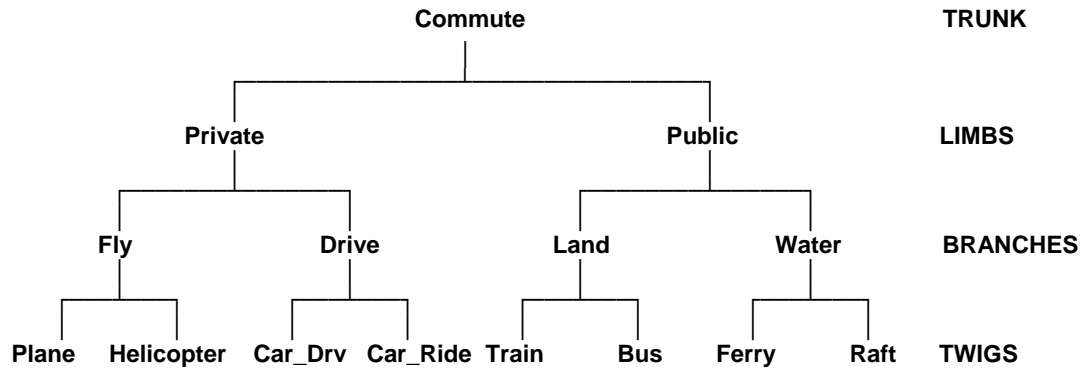 Commute TRUNK
Private Public LIMBS
Fly Drive Land Water BRANCHES
Plane Helicopter Car_Drv Car_Ride Train Bus Ferry Raft TWIGS